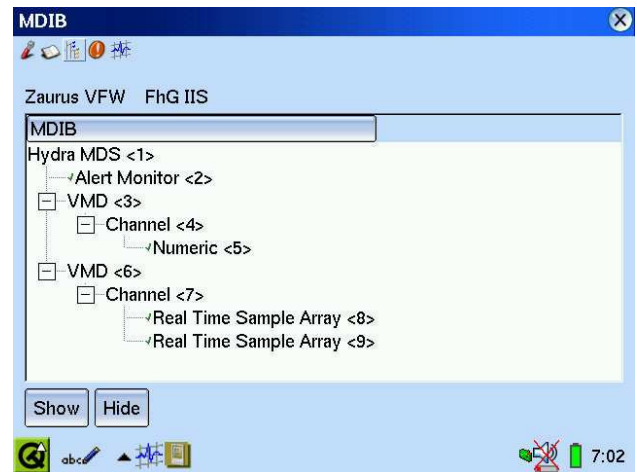 MDIB
Zaurus VFW FhG IIS
MDIB
Hydra MDS <1>
Alert Monitor <2>
VMD <3>
Channel <4>
Numeric <5>
VMD <6>
Channel <7>
Real Time Sample Array <8>
Real Time Sample Array <9>
Show Hide
abc 7:02